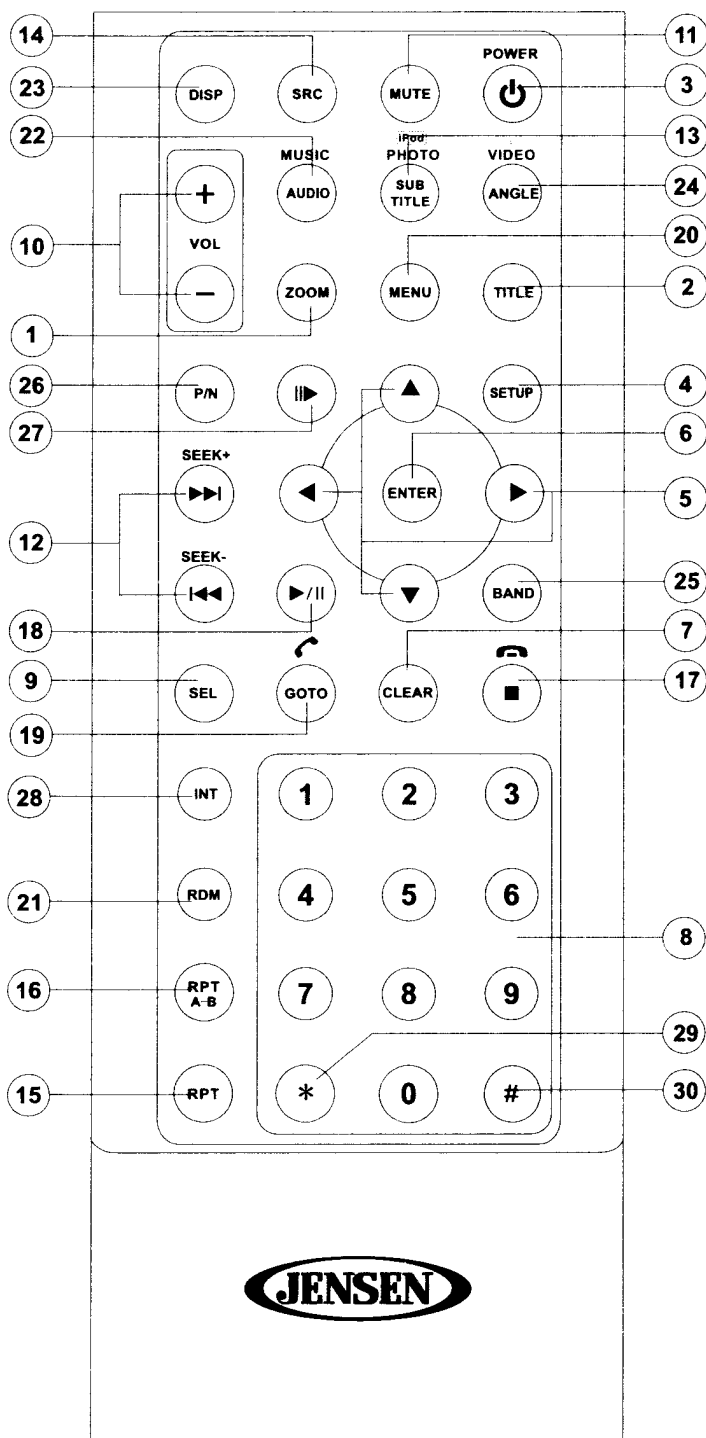 14 11
POWER
23 DISP SRC MUTE 3
22 iPod 13
MUSIC PHOTO VIDEO
+ AUDIO SUB TITLE ANGLE 24
10 VOL 20
− ZOOM MENU TITLE 2
1
26 P/N SETUP 4
27 6
SEEK+
ENTER 5
12
SEEK-
25
BAND
18 7
9 SEL GOTO CLEAR 17
19
28 INT 1 2 3
21 RDM 4 5 6
8
16 RPT A-B 7 8 9
29
15 RPT * 0 # 30
JENSEN